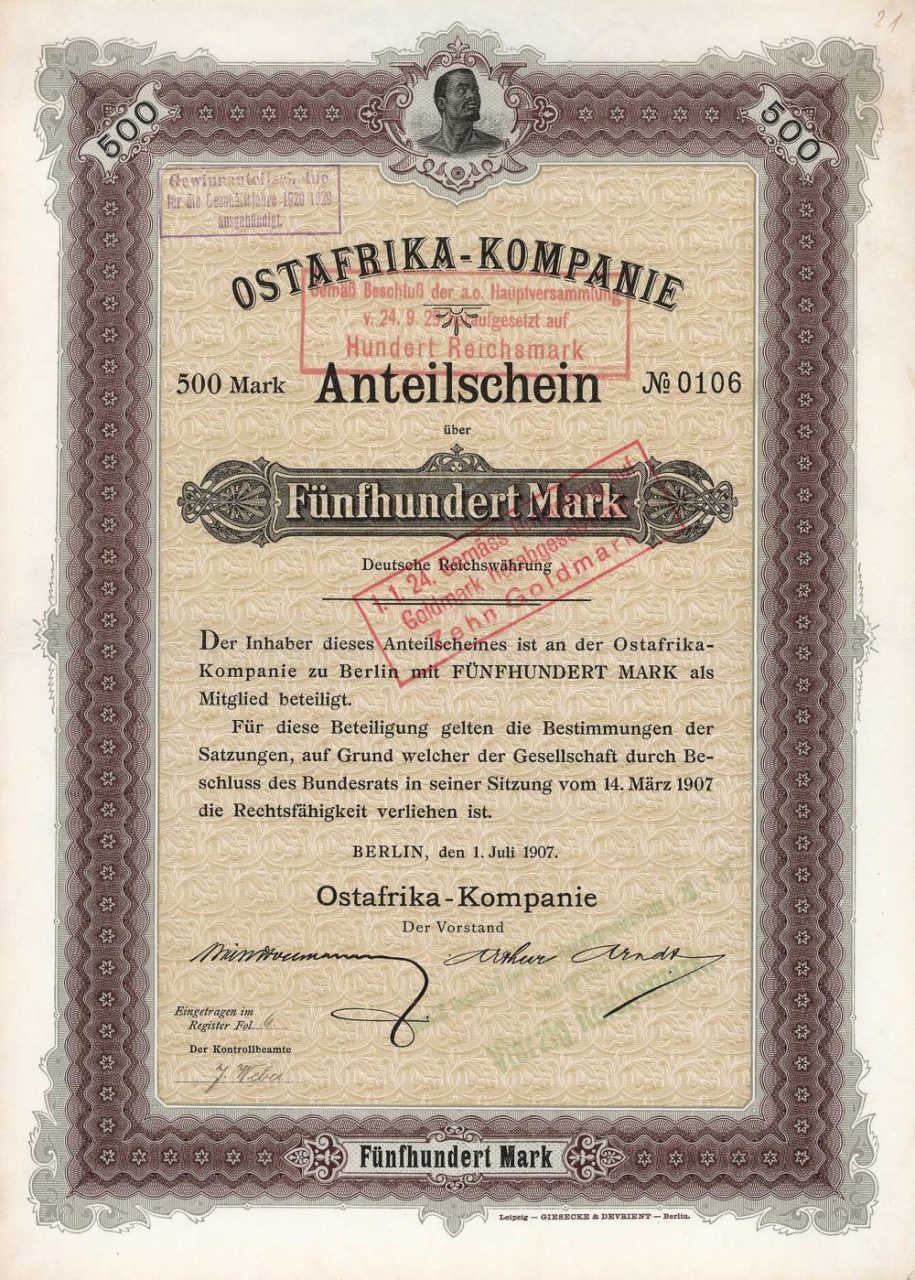 21
500
500
Gewinnanteilscheine
für die Geschäftsjahre 1920 1929
ausgehändigt.
OSTAFRIKA-KOMPANIE
Gemäß Beschluß der a.o. Hauptversammlung
v. 24. 9. aufgesetzt auf
Hundert Reichsmark
500 Mark Anteilschein № 0106
über
Fünfhundert Mark
Deutsche Reichswährung
1. 1. 24. Gemäss
Goldmark
Zehn Goldmark
Der Inhaber dieses Anteilscheines ist an der Ostafrika-
Kompanie zu Berlin mit FÜNFHUNDERT MARK als
Mitglied beteiligt.
Für diese Beteiligung gelten die Bestimmungen der
Satzungen, auf Grund welcher der Gesellschaft durch Be-
schluss des Bundesrats in seiner Sitzung vom 14. März 1907
die Rechtsfähigkeit verliehen ist.
BERLIN, den 1. Juli 1907.
Ostafrika-Kompanie
Der Vorstand
Arthur Arndt
Vierzig Reichsmark
Eingetragen im
Register Fol. 6
Der Kontrollbeamte
J. Weber
Fünfhundert Mark
Leipzig — GIESECKE & DEVRIENT — Berlin.